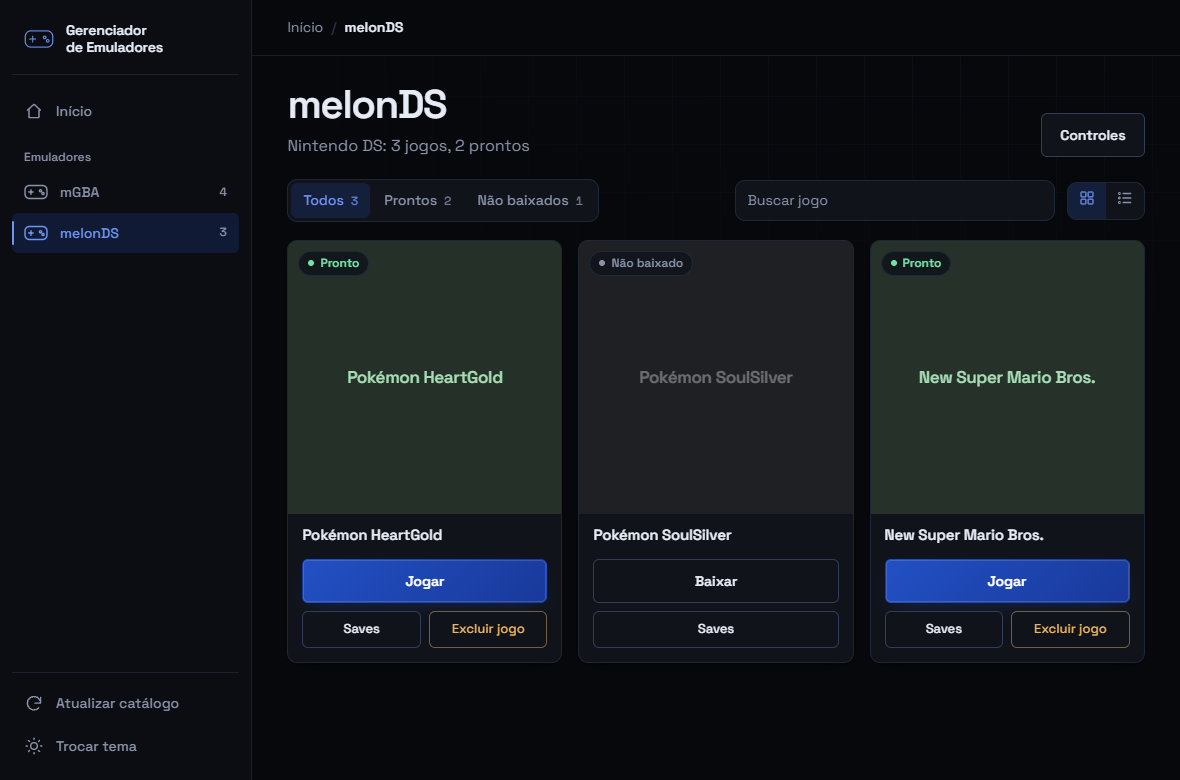 Gerenciador
de Emuladores
Início
Emuladores
mGBA 4
melonDS 3
Atualizar catálogo
Trocar tema
Início / melonDS
melonDS
Nintendo DS: 3 jogos, 2 prontos
Controles
Todos 3 Prontos 2 Não baixados 1
Buscar jogo
Pronto
Pokémon HeartGold
Pokémon HeartGold
Jogar
Saves Excluir jogo
Não baixado
Pokémon SoulSilver
Pokémon SoulSilver
Baixar
Saves
Pronto
New Super Mario Bros.
New Super Mario Bros.
Jogar
Saves Excluir jogo